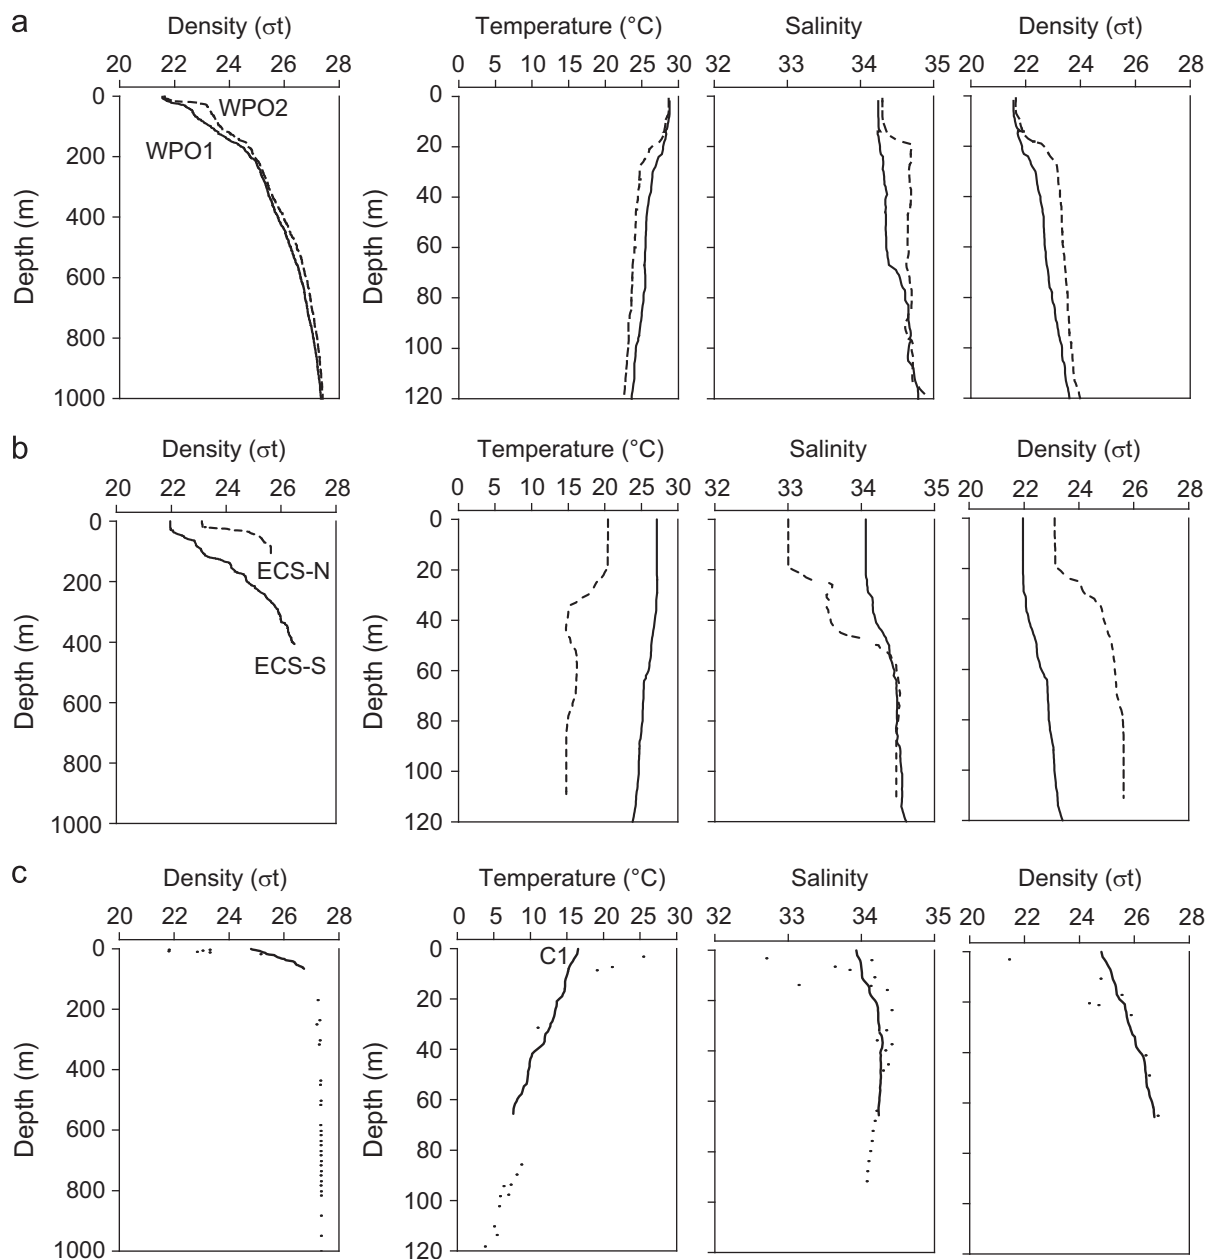 a
Density (σt)
Temperature (°C)
Salinity
Density (σt)
20 22 24 26 28
0 5 10 15 20 25 30
32 33 34 35
20 22 24 26 28
Depth (m)
0
200
400
600
800
1000
WPO2
WPO1
Depth (m)
0
20
40
60
80
100
120
b
Density (σt)
Temperature (°C)
Salinity
Density (σt)
20 22 24 26 28
0 5 10 15 20 25 30
32 33 34 35
20 22 24 26 28
Depth (m)
0
200
400
600
800
1000
ECS-N
ECS-S
Depth (m)
0
20
40
60
80
100
120
c
Density (σt)
Temperature (°C)
Salinity
Density (σt)
20 22 24 26 28
0 5 10 15 20 25 30
32 33 34 35
20 22 24 26 28
Depth (m)
0
200
400
600
800
1000
Depth (m)
0
20
40
60
80
100
120
C1